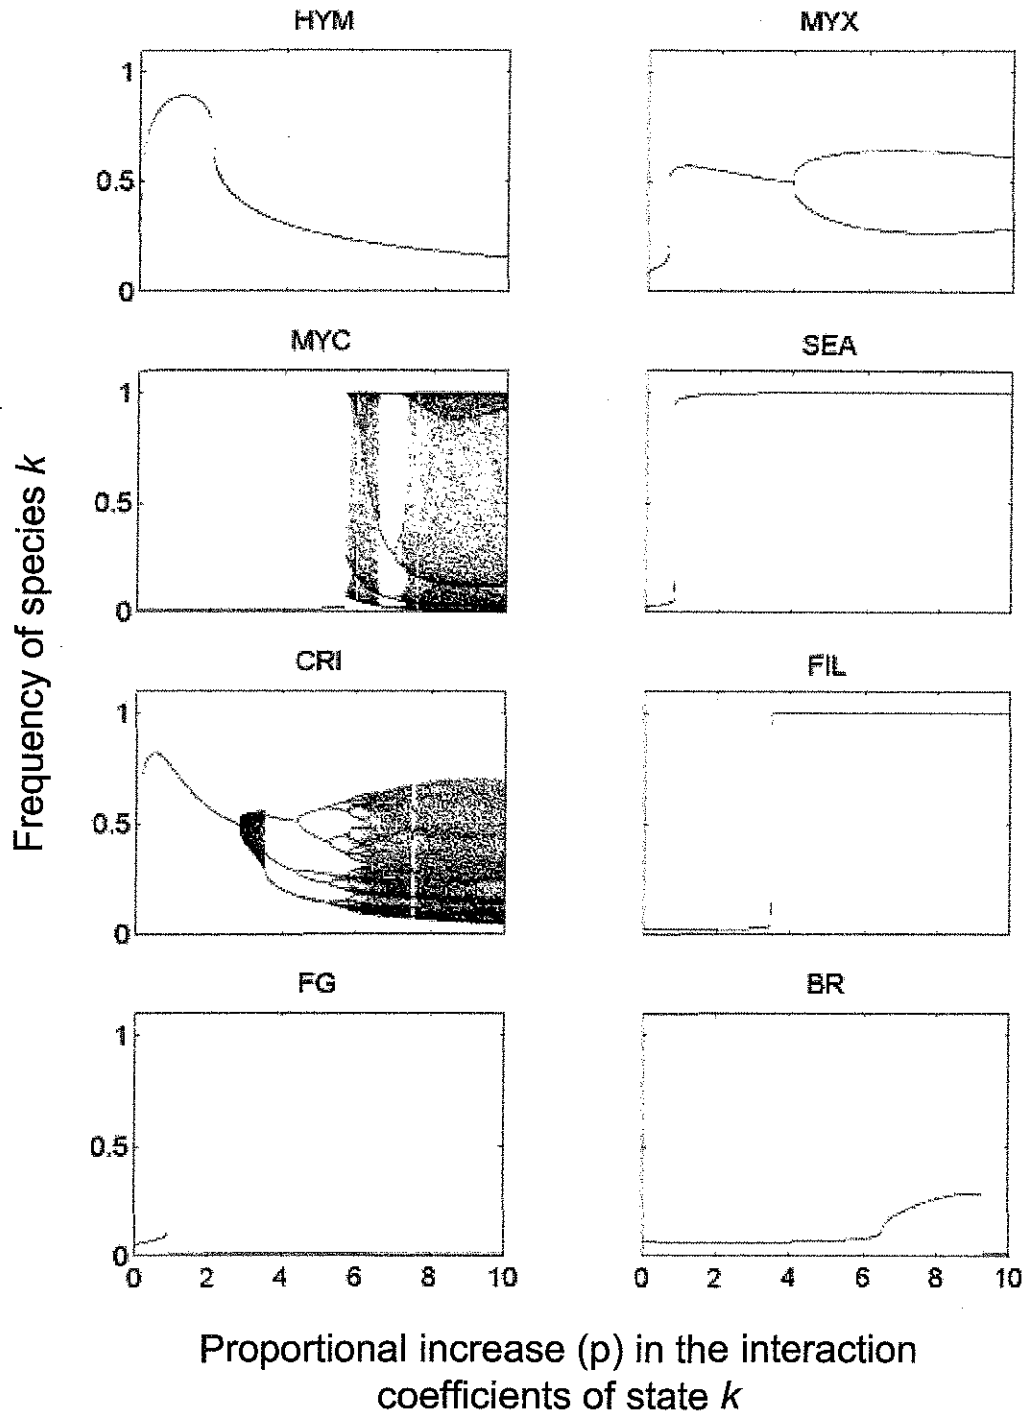 HYM
MYX
1
0.5
0
MYC
SEA
1
0.5
0
CRI
FIL
1
0.5
0
FG
BR
1
0.5
0
0 2 4 6 8 10
0 2 4 6 8 10
Frequency of species k
Proportional increase (p) in the interaction
coefficients of state k